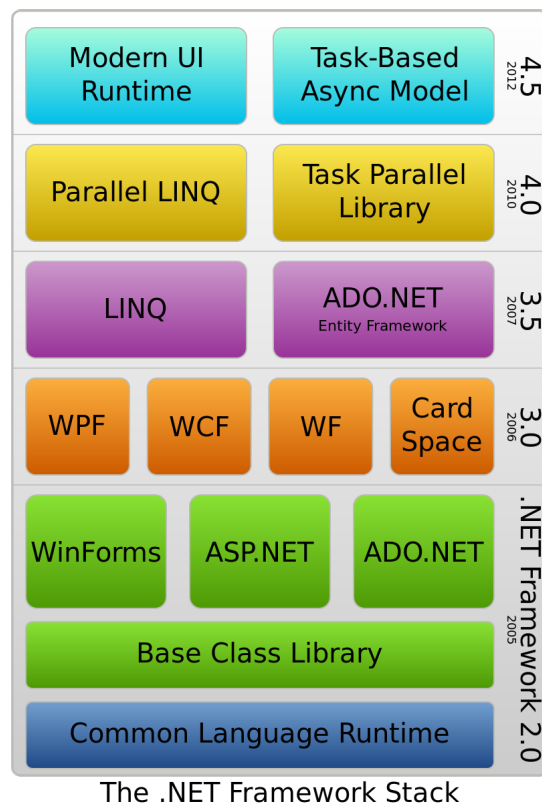 Modern UI
Runtime
Task-Based
Async Model
4.5
2012
Parallel LINQ
Task Parallel
Library
4.0
2010
LINQ
ADO.NET
Entity Framework
3.5
2007
WPF
WCF
WF
Card
Space
3.0
2006
WinForms
ASP.NET
ADO.NET
Base Class Library
Common Language Runtime
.NET Framework 2.0
2005
The .NET Framework Stack